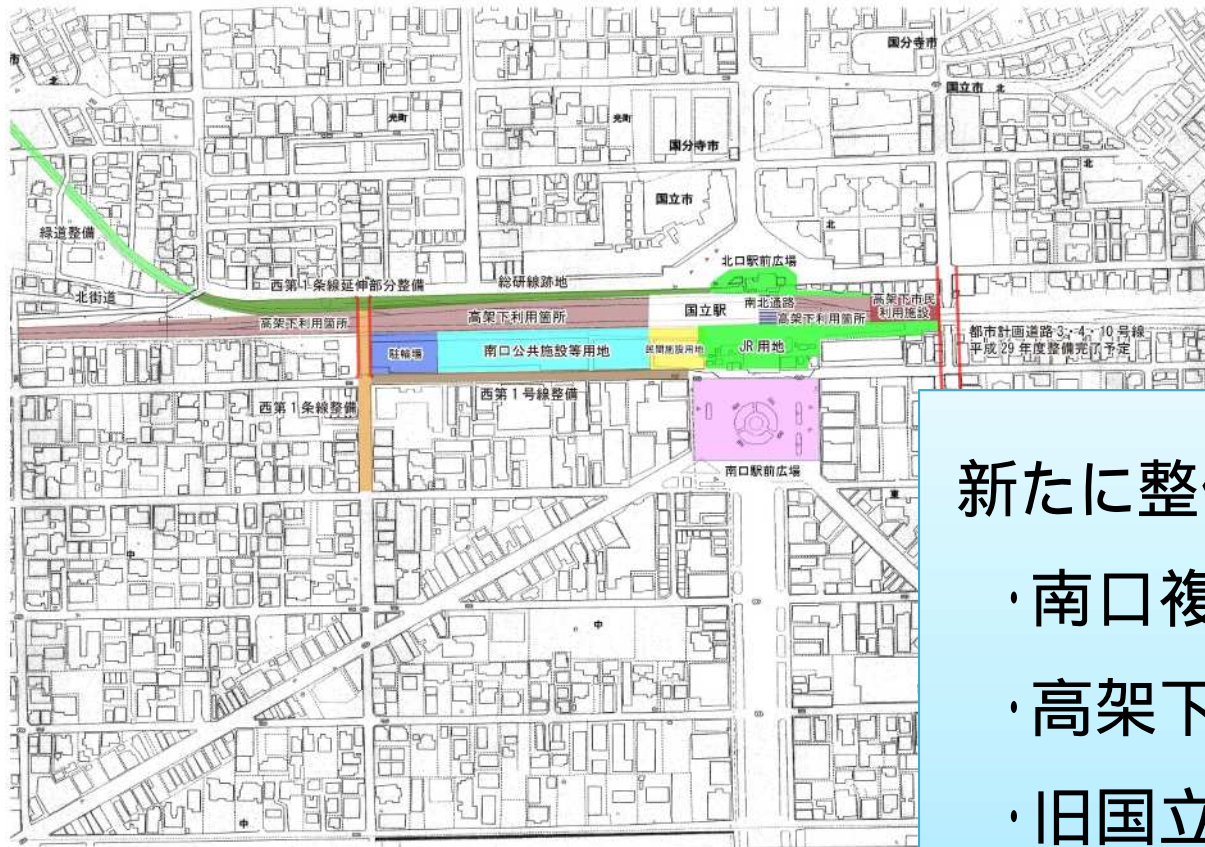 国分寺市
国立市
北
市
北
光町
光町
国分寺市
北
国立市
緑道整備
北
北口駅前広場
北街道
西第１条線延伸部分整備
総研線跡地
南北通路
高架下市民
利用施設
国立駅
高架下利用箇所
高架下利用箇所
高架下利用箇所
都市計画道路３・４・10号線
平成29年度整備完了予定
駐輪場
南口公共施設等用地
民間施設用地
JR用地
西第１条線整備
西第１号線整備
南口駅前広場
東
中
中
中
新たに整
・南口複
・高架下
・旧国立